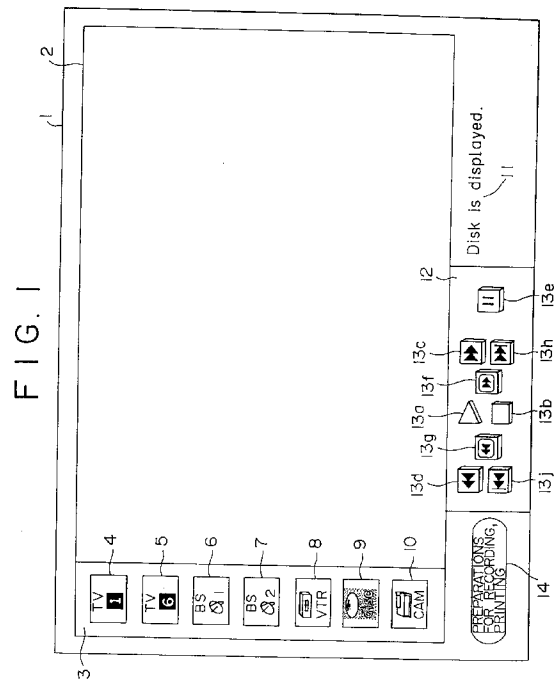 FIG. 1
1
2
3
TV
1
4
TV
6
5
BS
1
6
BS
2
7
VTR
8
9
CAM
10
Disk is displayed.
11
12
13d
13g
13a
13f
13c
13j
13b
13h
13e
PREPARATIONS
FOR RECORDING,
PRINTING
14